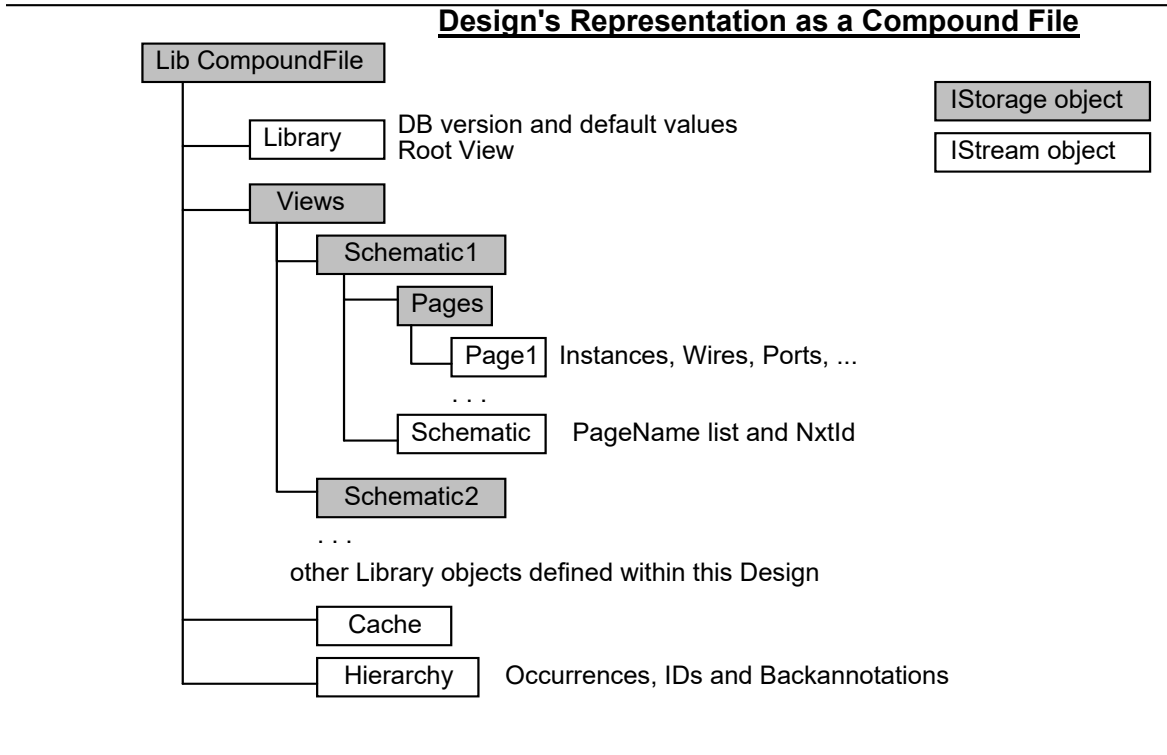 Design's Representation as a Compound File
Lib CompoundFile
IStorage object
IStream object
Library
DB version and default values
Root View
Views
Schematic1
Pages
Page1
Instances, Wires, Ports, ...
. . .
Schematic
PageName list and NxtId
Schematic2
. . .
other Library objects defined within this Design
Cache
Hierarchy
Occurrences, IDs and Backannotations